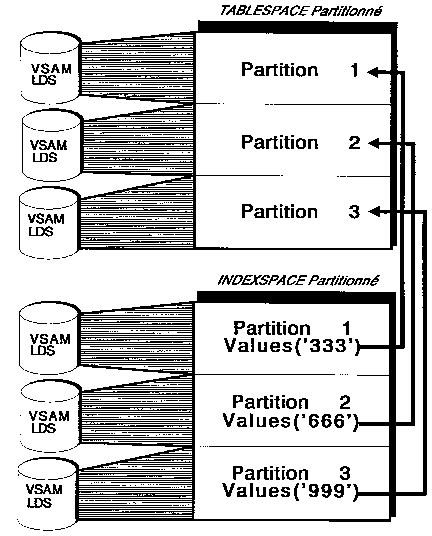 TABLESPACE Partitionné
VSAM
LDS
Partition 1
VSAM
LDS
Partition 2
VSAM
LDS
Partition 3
INDEXSPACE Partitionné
VSAM
LDS
Partition 1
Values('333')
VSAM
LDS
Partition 2
Values('666')
VSAM
LDS
Partition 3
Values('999')